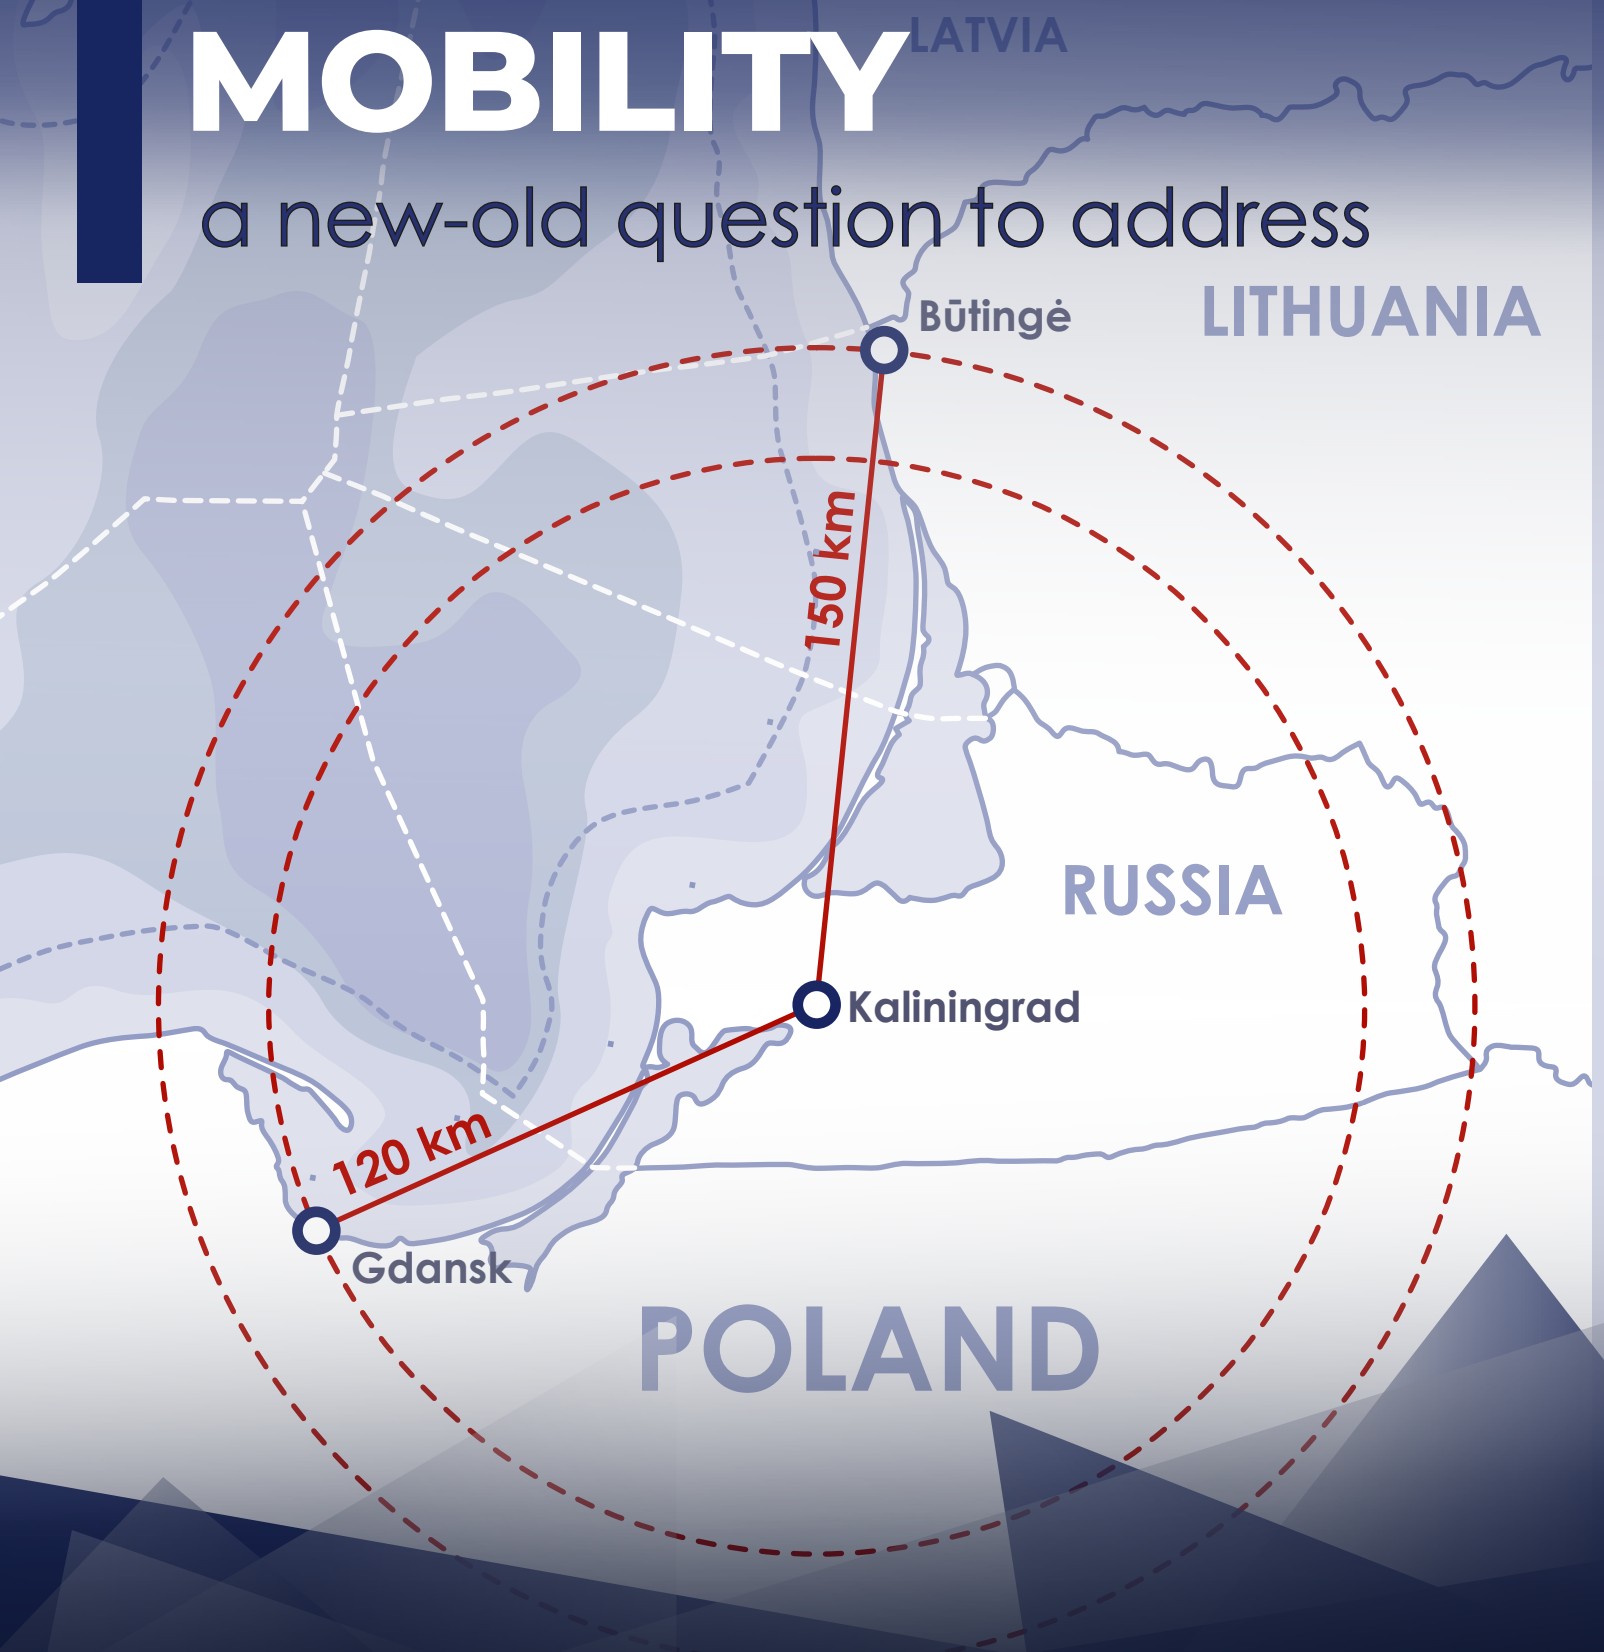 MOBILITY
LATVIA
a new-old question to address
LITHUANIA
Būtingė
150 km
RUSSIA
Kaliningrad
120 km
Gdansk
POLAND